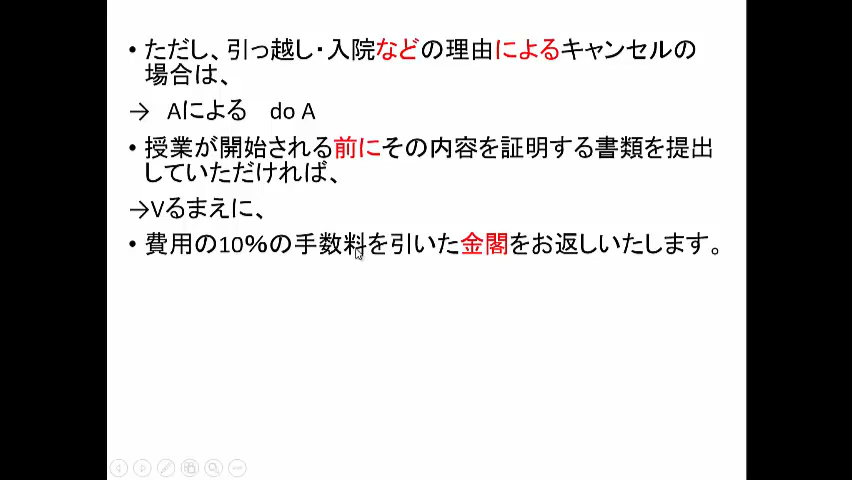 • ただし、引っ越し・入院などの理由によるキャンセルの
場合は、
→ Aによる do A
• 授業が開始される前にその内容を証明する書類を提出
していただければ、
→Vるまえに、
• 費用の10%の手数料を引いた金閣をお返しいたします。